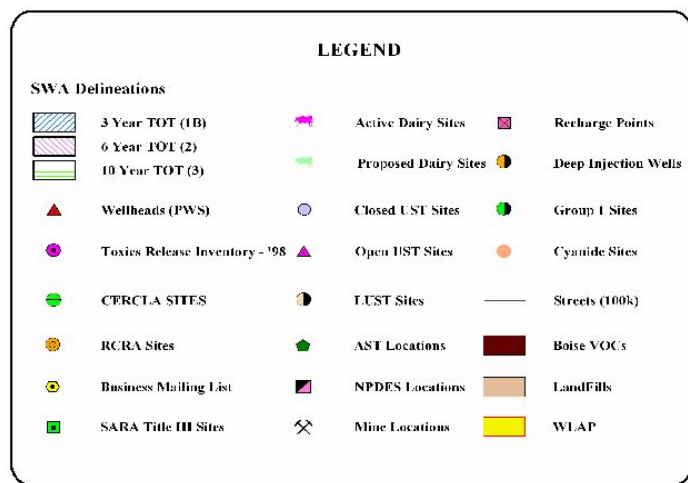 LEGEND
SWA Delineations
3 Year TOT (1B)
6 Year TOT (2)
10 Year TOT (3)
Wellheads (PWS)
Toxics Release Inventory - '98
CERCLA SITES
RCRA Sites
Business Mailing List
SARA Title III Sites
Active Dairy Sites
Proposed Dairy Sites
Closed UST Sites
Open UST Sites
LUST Sites
AST Locations
NPDES Locations
Mine Locations
Recharge Points
Deep Injection Wells
Group 1 Sites
Cyanide Sites
Streets (100k)
Boise VOCs
LandFills
WLAP